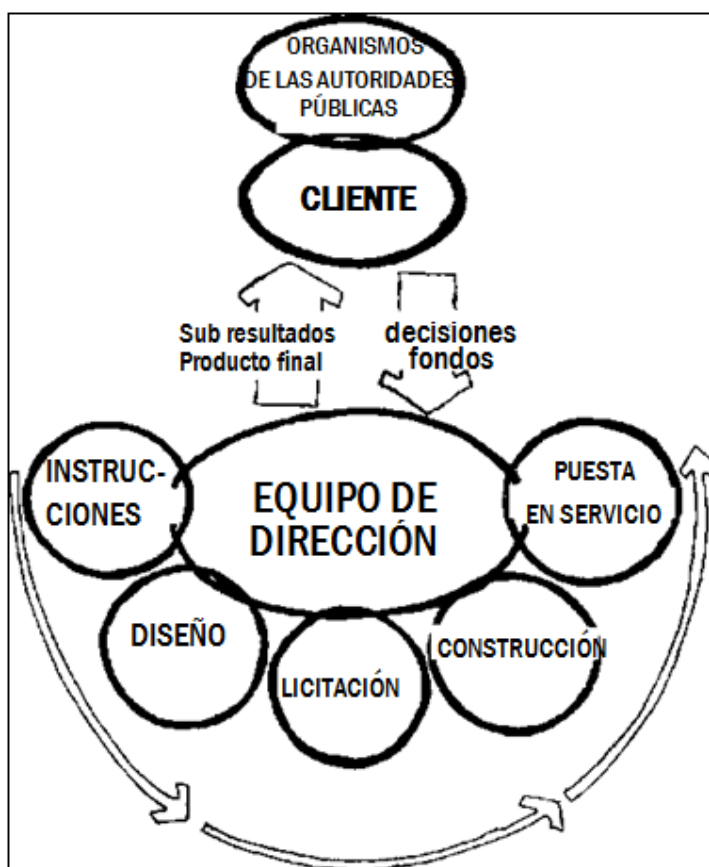 ORGANISMOS
DE LAS AUTORIDADES
PÚBLICAS
CLIENTE
Sub resultados
Producto final
decisiones
fondos
INSTRUC-
CIONES
EQUIPO DE
DIRECCIÓN
PUESTA
EN SERVICIO
DISEÑO
LICITACIÓN
CONSTRUCCIÓN